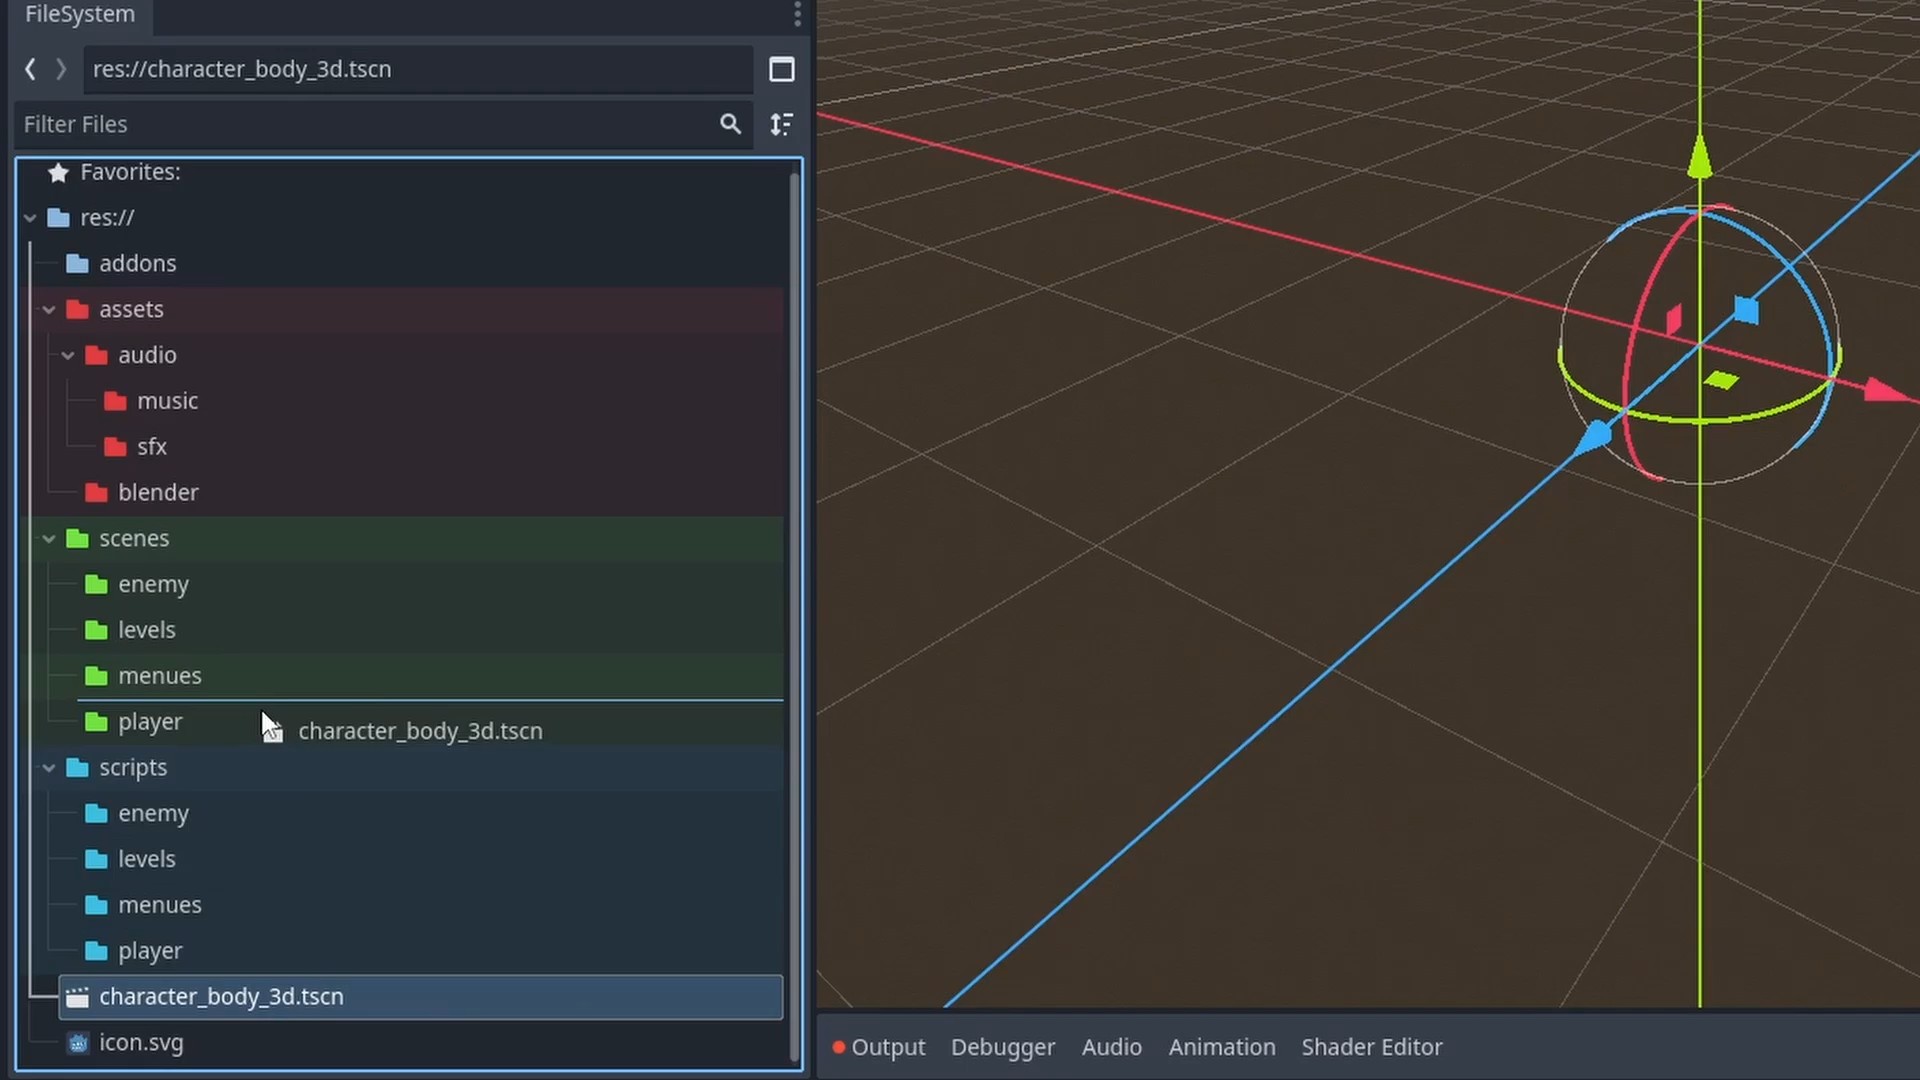 FileSystem
res://character_body_3d.tscn
Filter Files
Favorites:
res://
addons
assets
audio
music
sfx
blender
scenes
enemy
levels
menues
player
character_body_3d.tscn
scripts
enemy
levels
menues
player
character_body_3d.tscn
icon.svg
Output Debugger Audio Animation Shader Editor